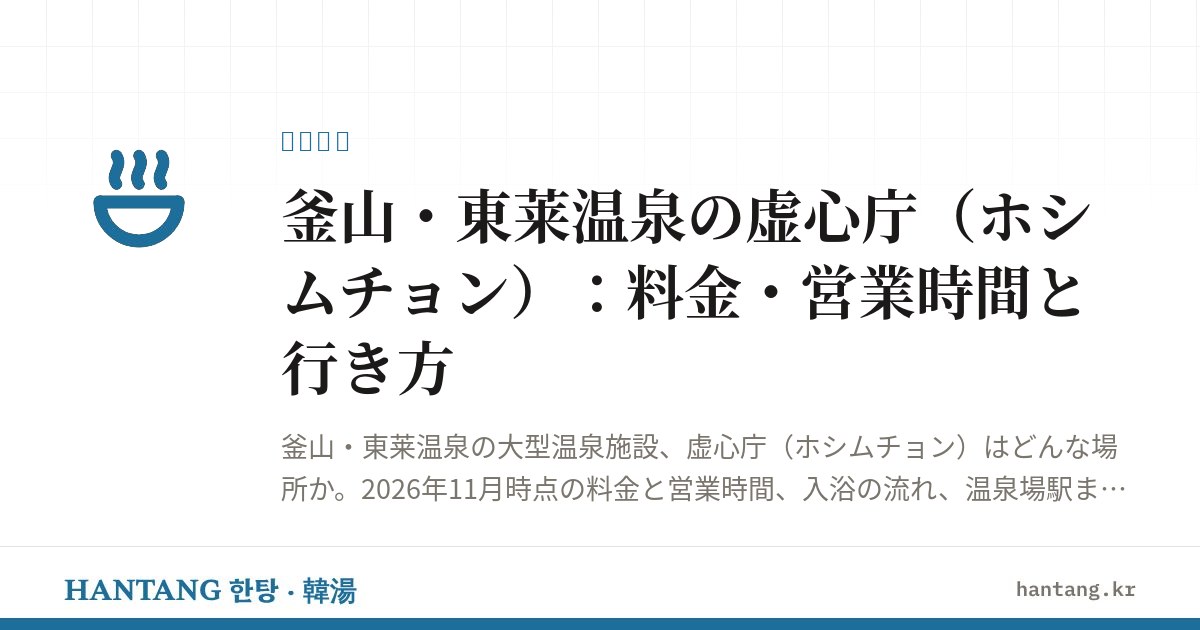 釜山・東莱温泉の虚心庁（ホシ
ムチョン）：料金・営業時間と
行き方
釜山・東莱温泉の大型温泉施設、虚心庁（ホシムチョン）はどんな場
所か。2026年11月時点の料金と営業時間、入浴の流れ、温泉場駅ま…
HANTANG 한탕 · 韓湯
hantang.kr